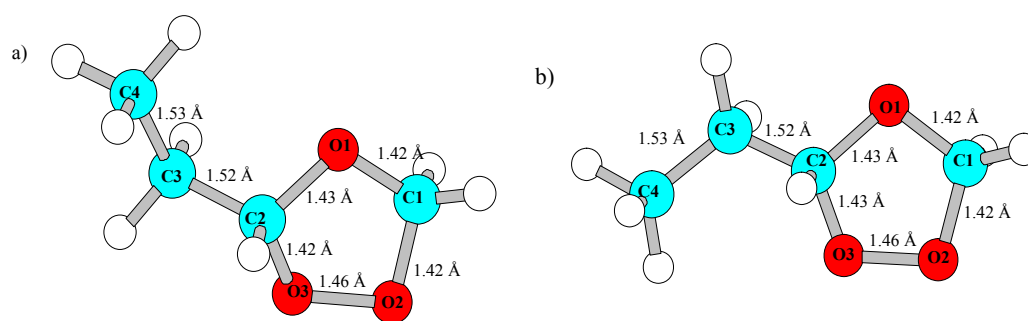 a)
C4
1.53 Å
C3
1.52 Å
O1
1.42 Å
C1
1.43 Å
C2
1.42 Å
1.42 Å
O3
1.46 Å
O2
b)
C3
1.53 Å
1.52 Å
O1
1.42 Å
C1
C2
1.43 Å
C4
1.43 Å
1.42 Å
1.46 Å
O3
O2